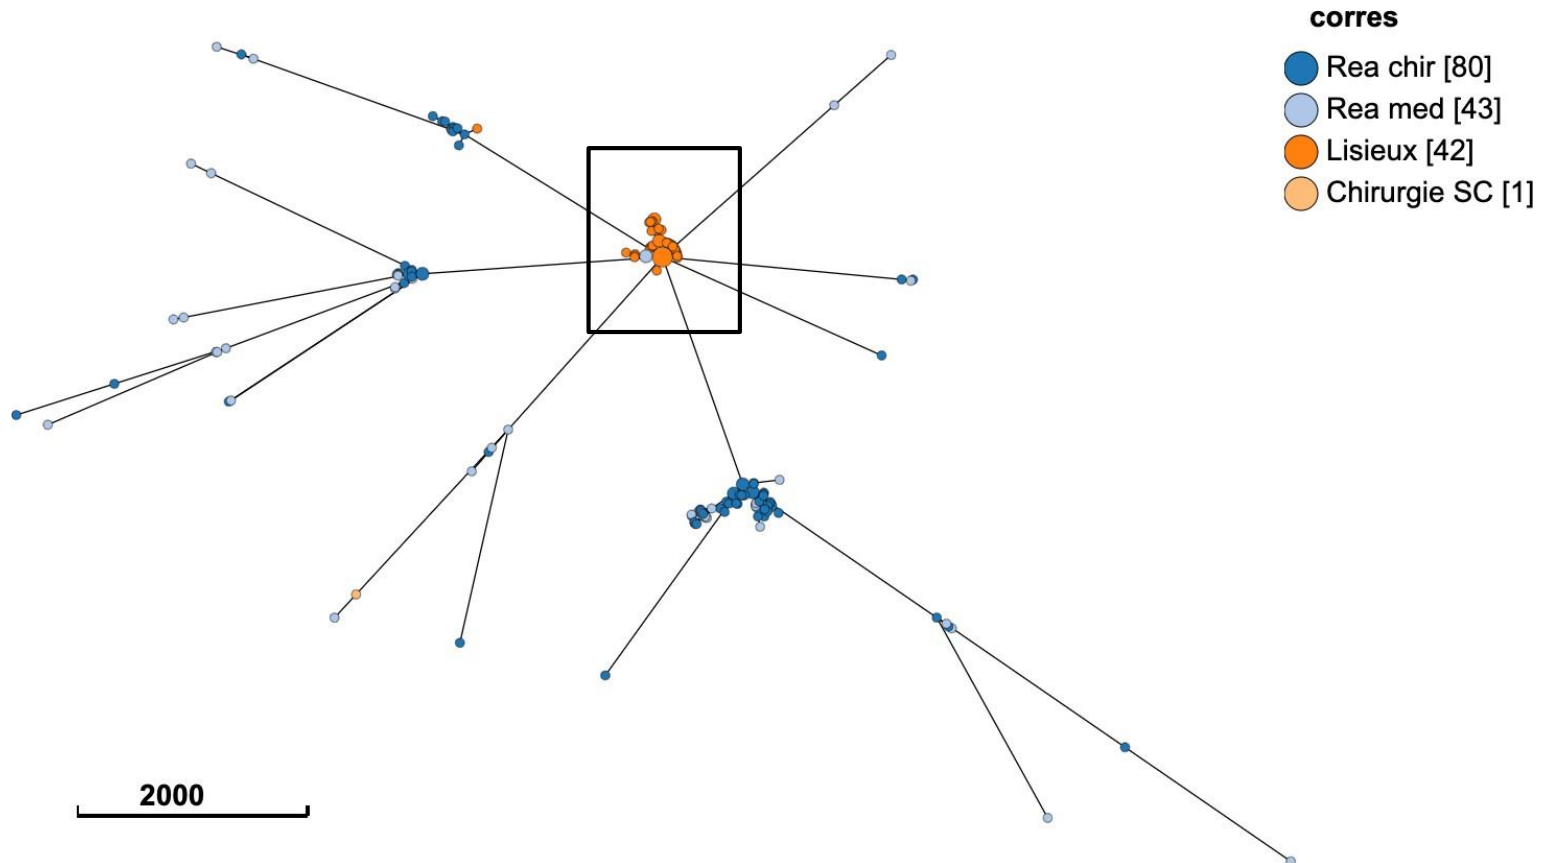 corres
Rea chir [80]
Rea med [43]
Lisieux [42]
Chirurgie SC [1]
2000